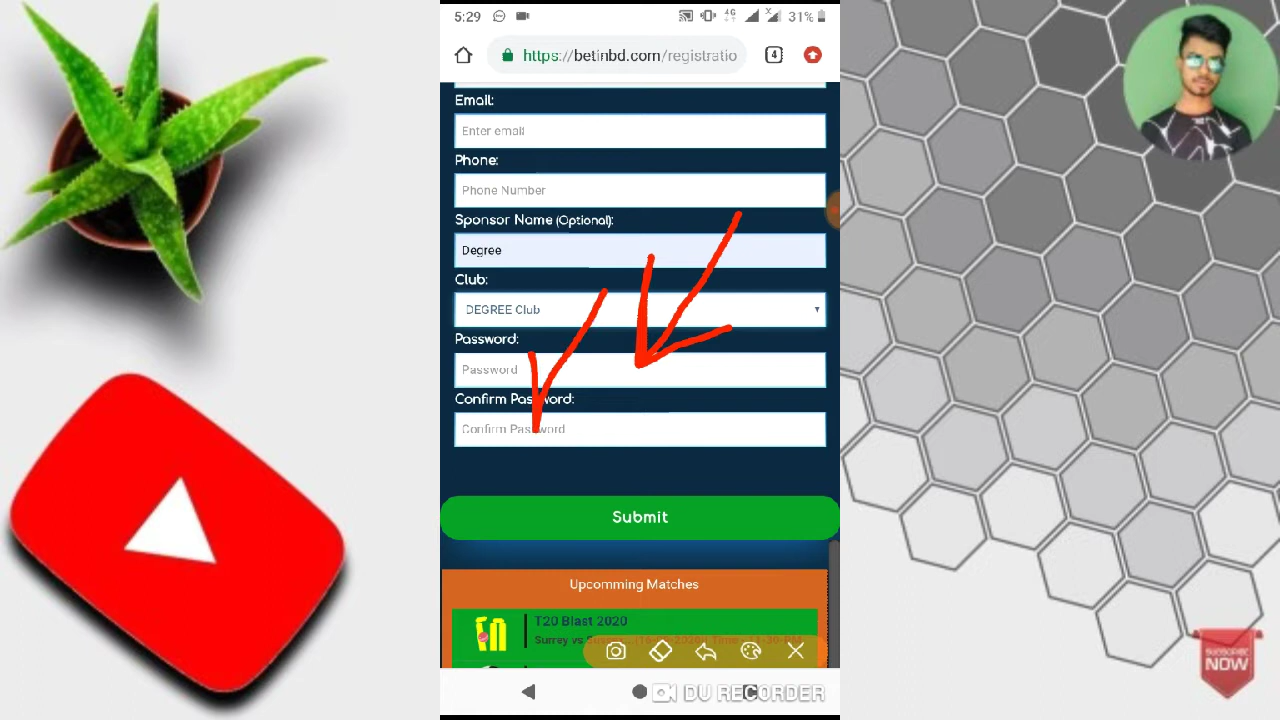 5:29
4G
X
31%
https://betinbd.com/registratio
4
Email:
Enter email
Phone:
Phone Number
Sponsor Name (Optional):
Degree
Club:
DEGREE Club
Password:
Password
Confirm Password:
Confirm Password
Submit
Upcomming Matches
T20 Blast 2020
Surrey vs
DU RECORDER
SUBSCRIBE
NOW